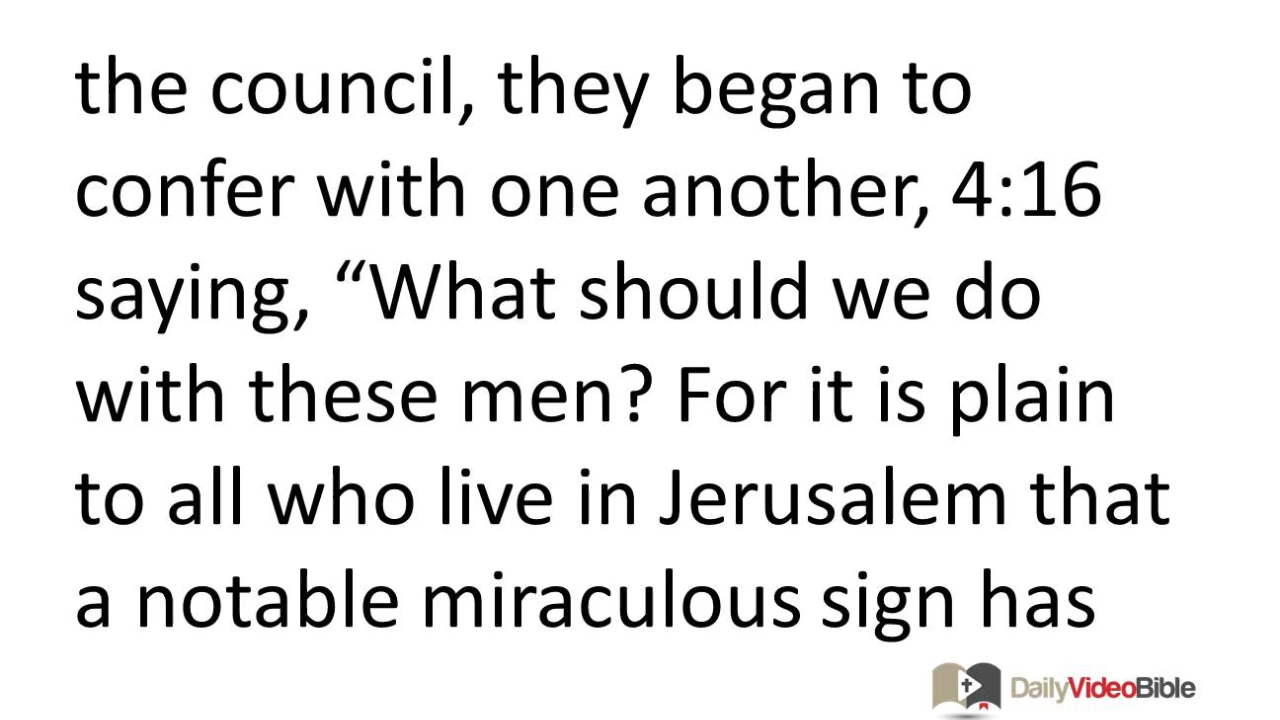 the council, they began to
confer with one another, 4:16
saying, “What should we do
with these men? For it is plain
to all who live in Jerusalem that
a notable miraculous sign has
DailyVideoBible